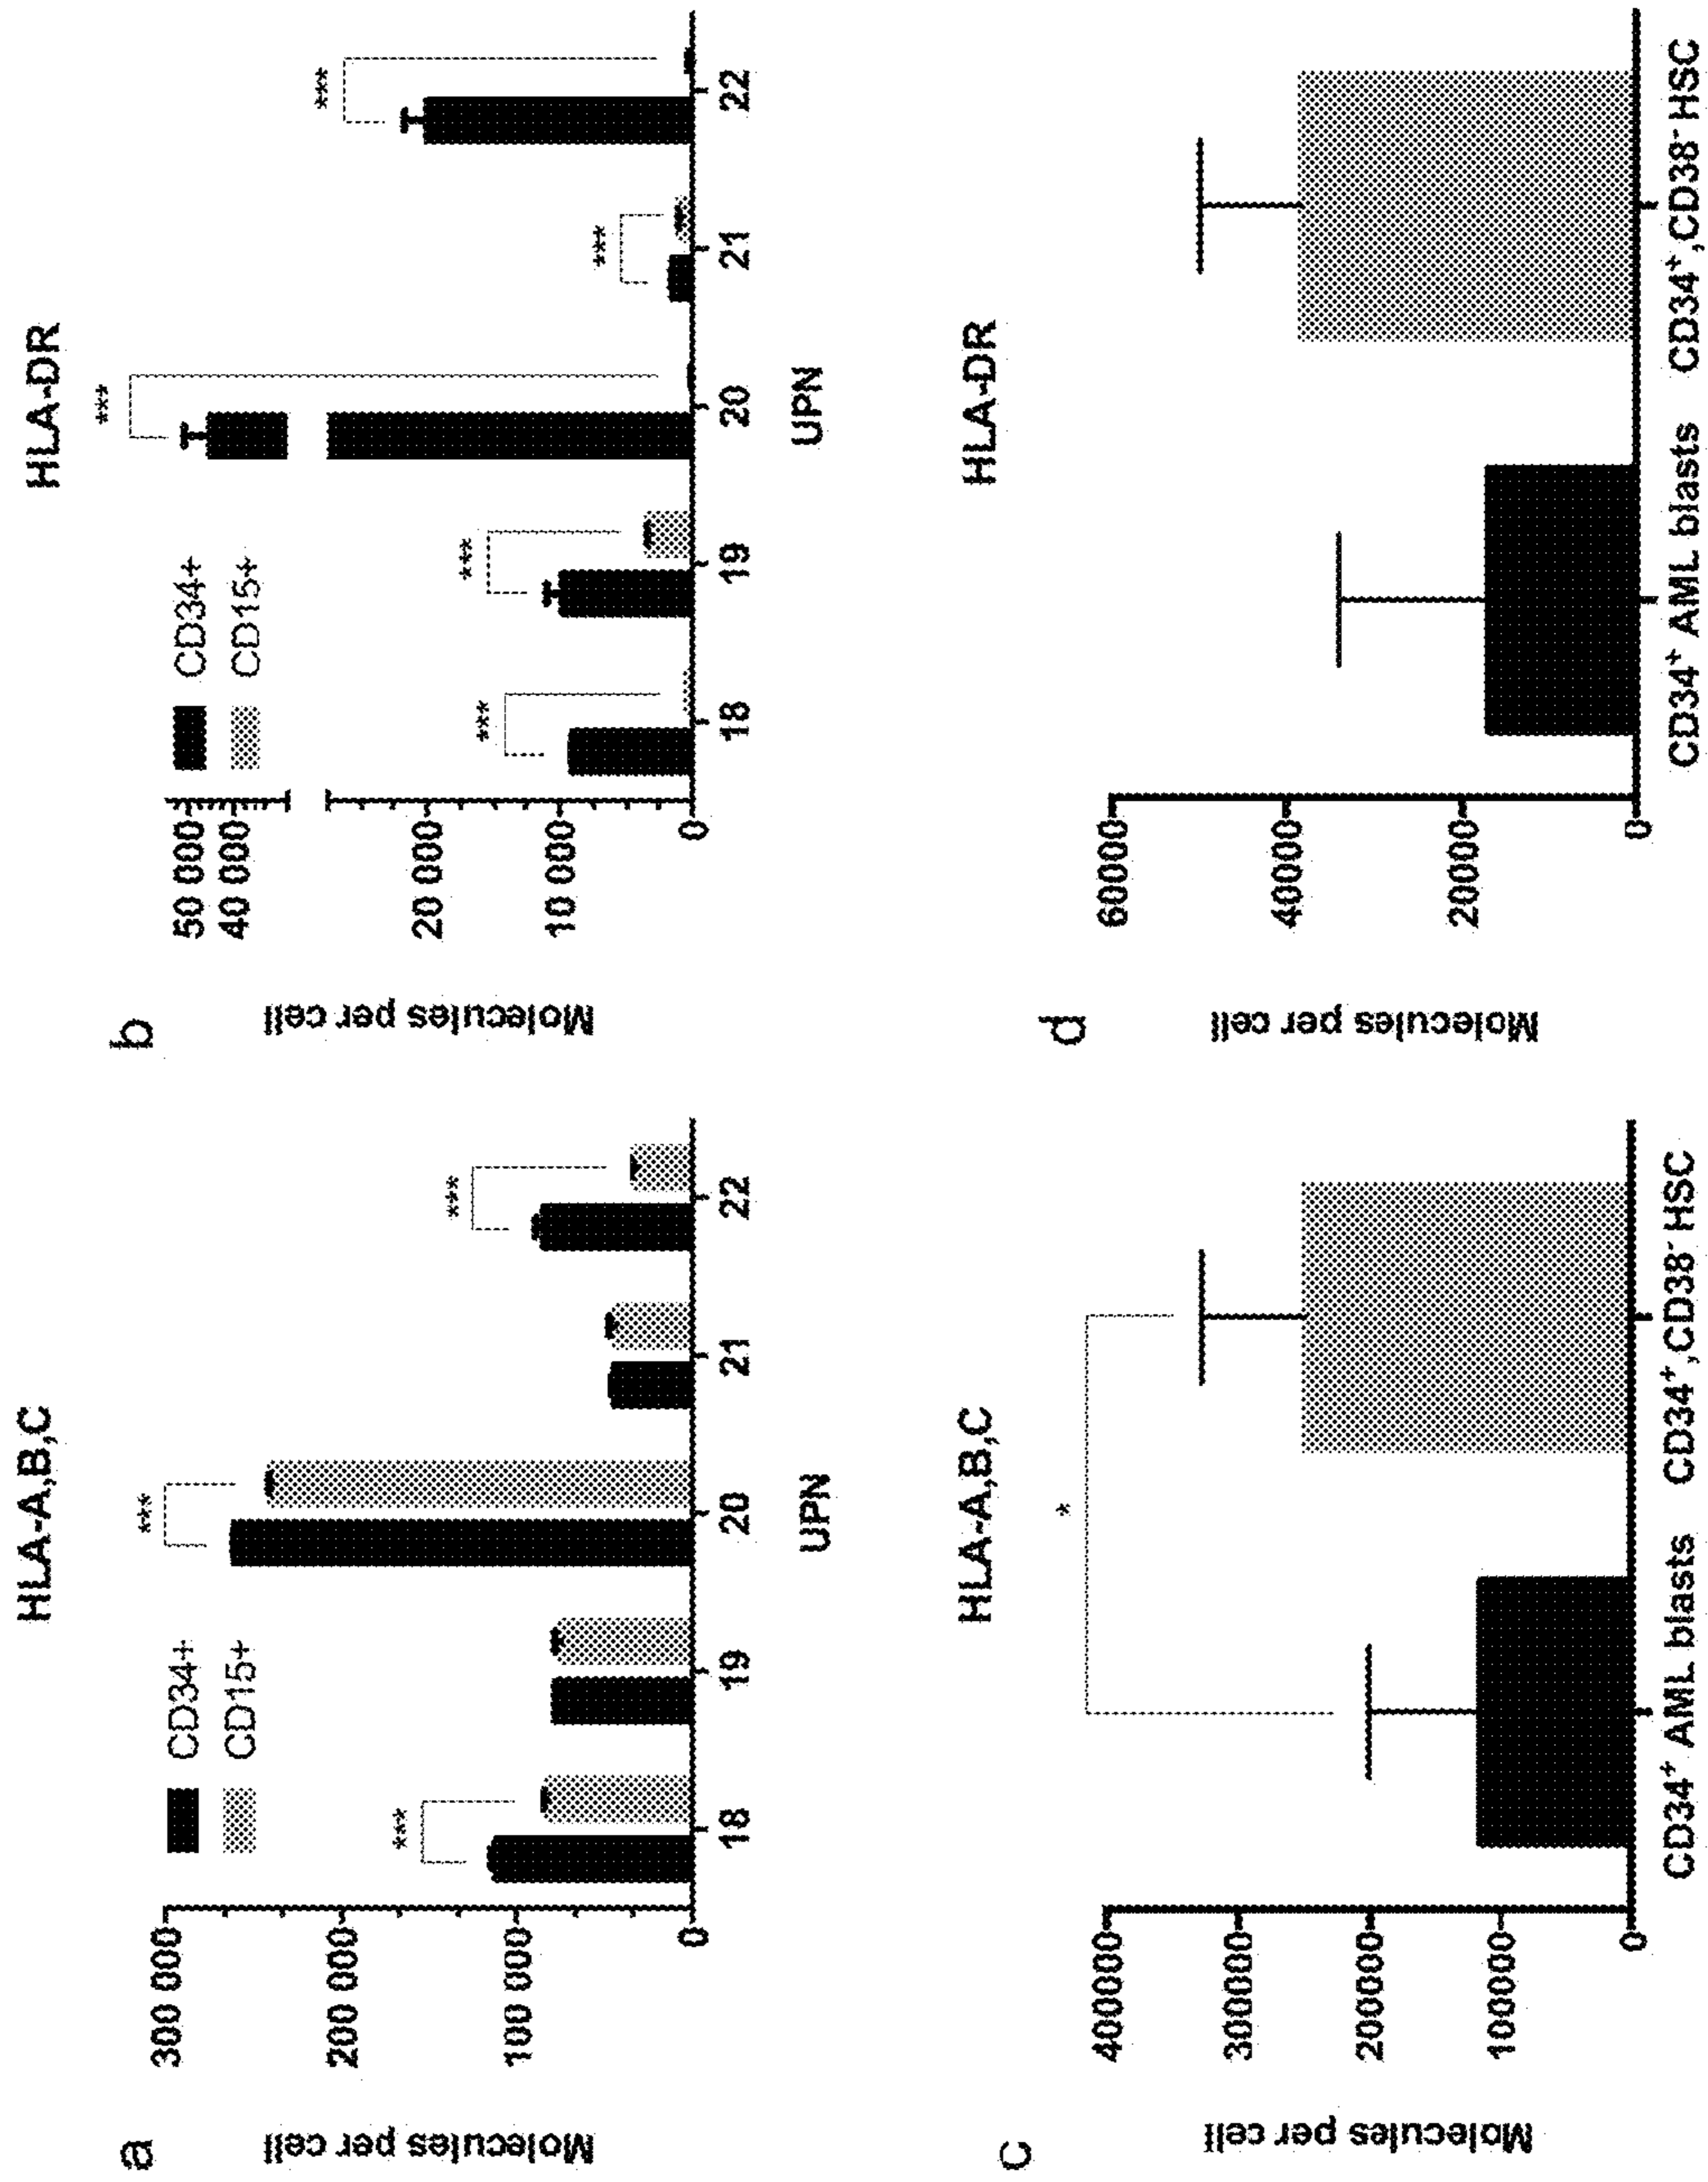 a
HLA-A,B,C
Molecules per cell
300 000
200 000
100 000
0
CD34+
CD15+
***
***
***
18
19
20
21
22
UPN
b
HLA-DR
Molecules per cell
50 000
40 000
20 000
10 000
0
CD34+
CD15+
***
***
***
***
***
18
19
20
21
22
UPN
c
HLA-A,B,C
Molecules per cell
400000
300000
200000
100000
0
*
CD34⁺ AML blasts
CD34⁺,CD38⁻ HSC
d
HLA-DR
Molecules per cell
60000
40000
20000
0
CD34⁺ AML blasts
CD34⁺,CD38⁻ HSC